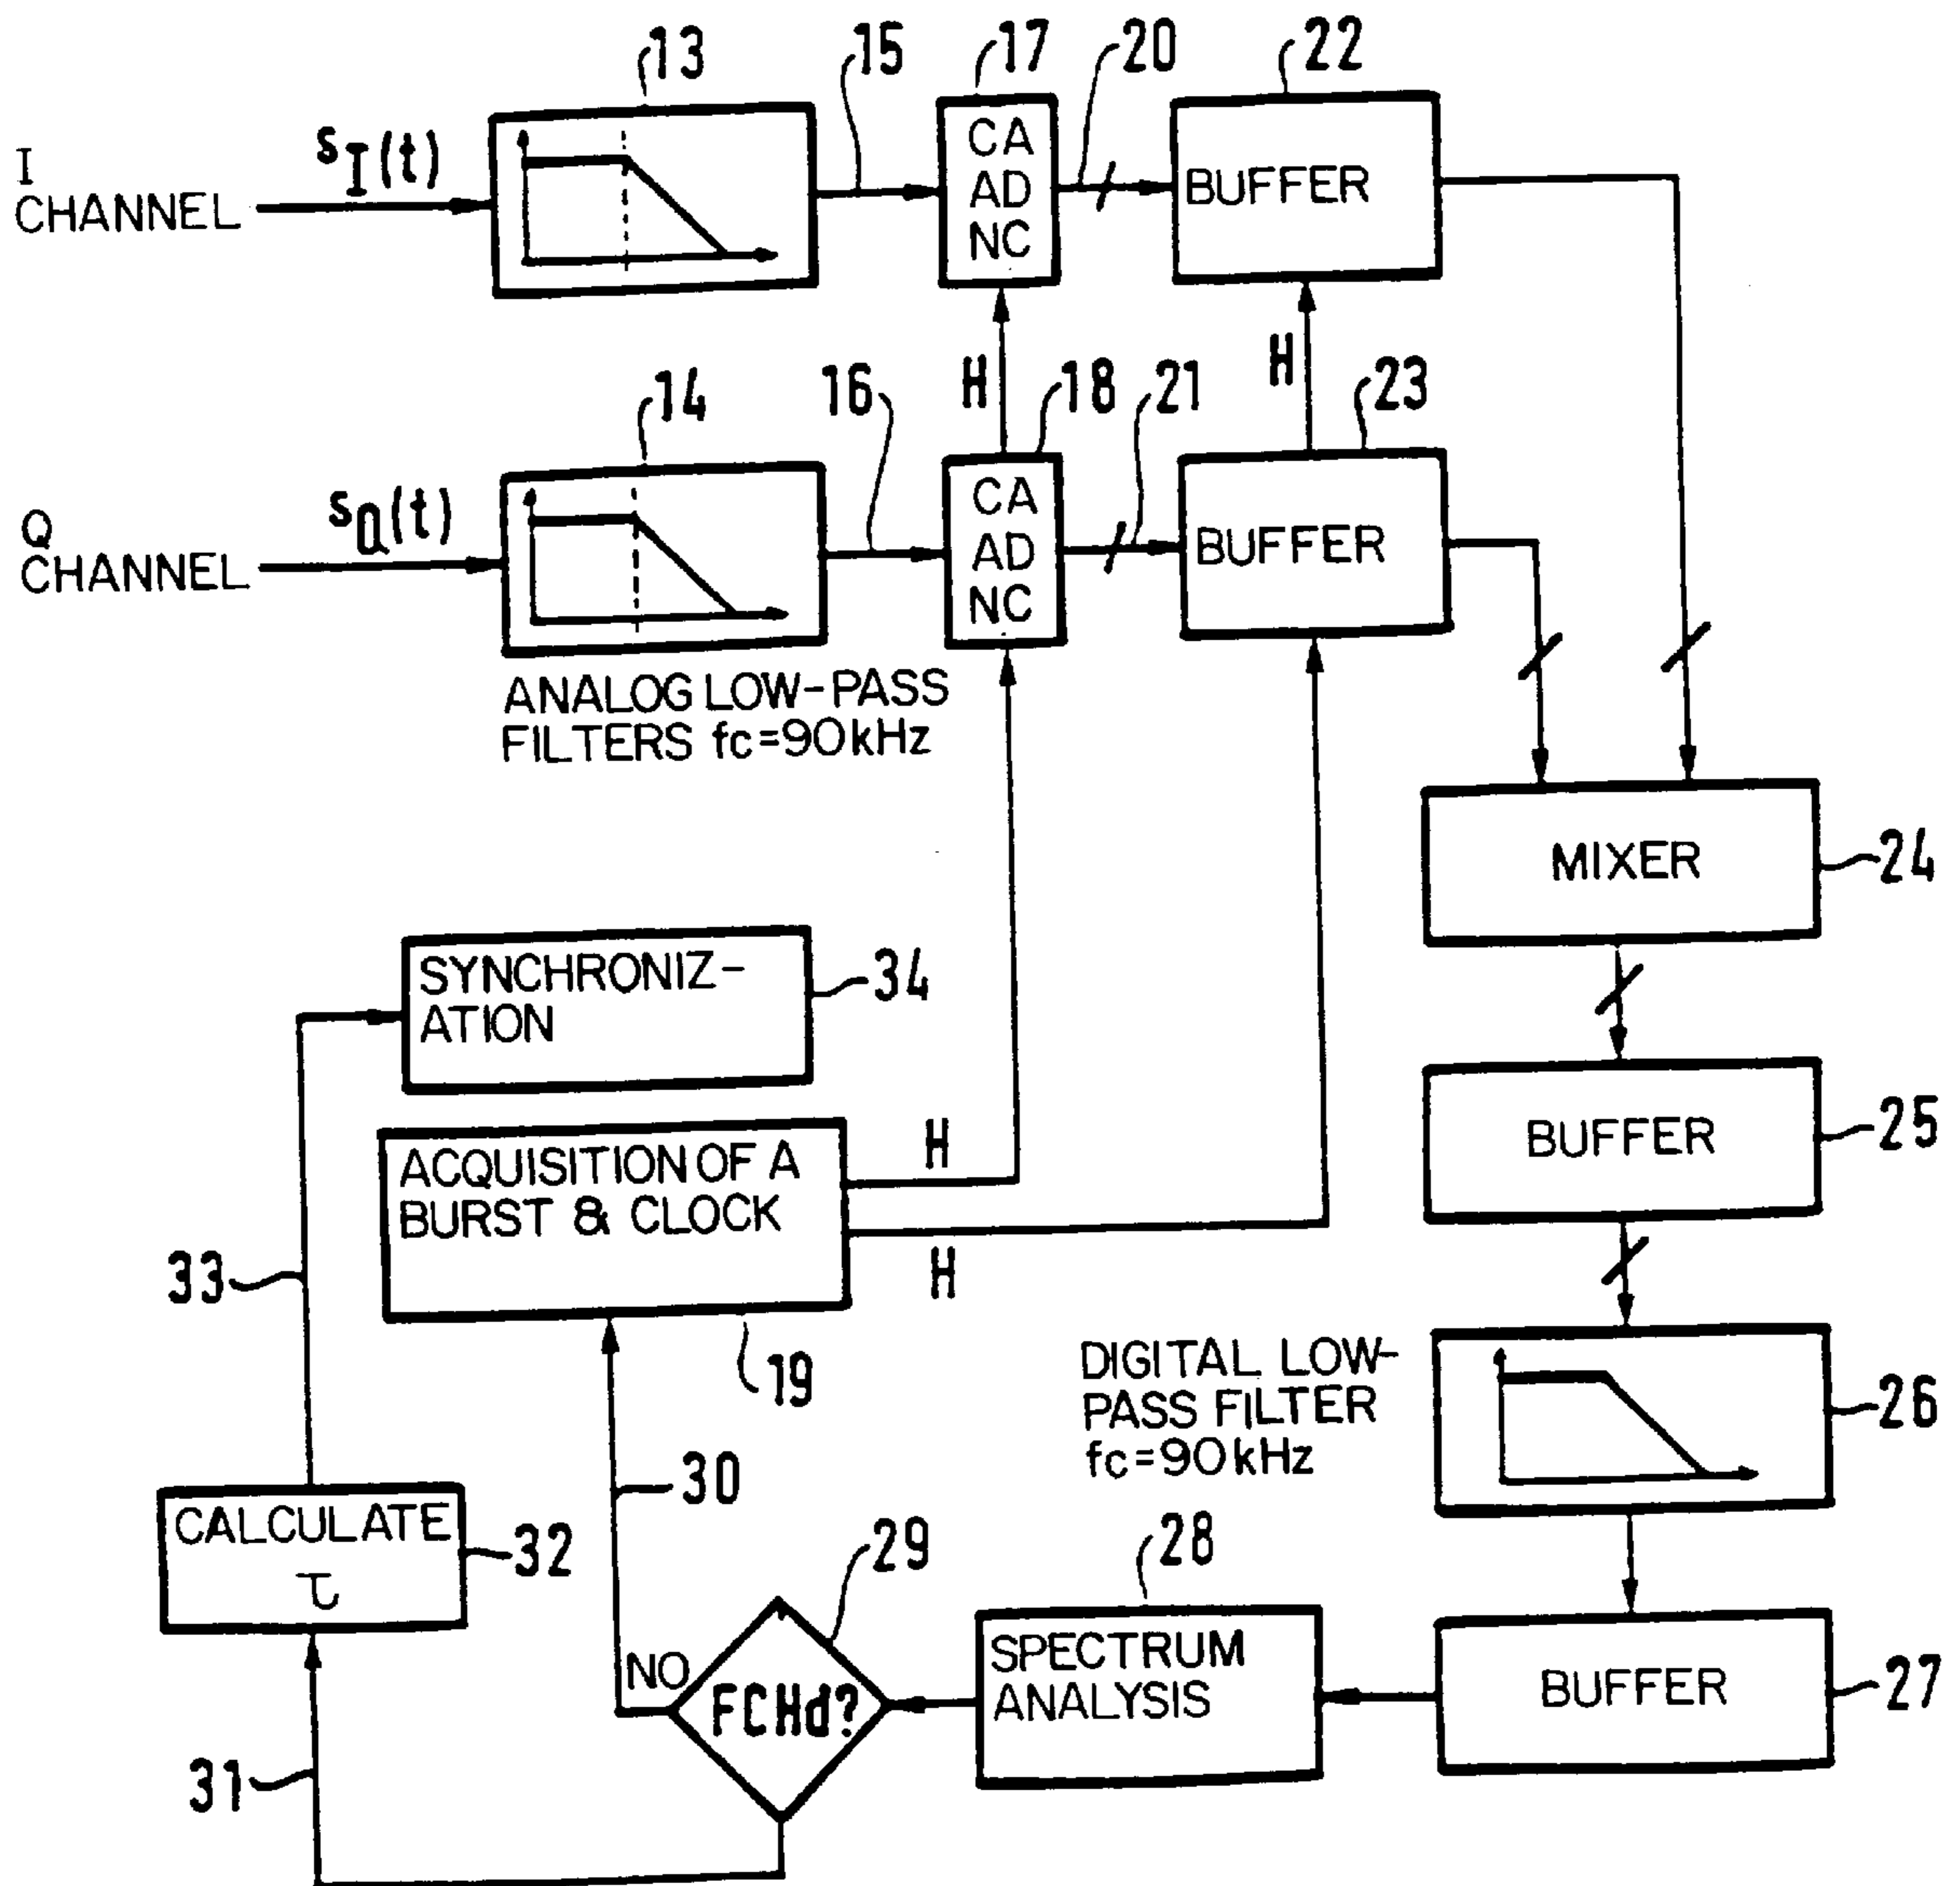 13
15
17
20
22
I
CHANNEL
sI(t)
CA
AD
NC
BUFFER
H
H
14
16
18
21
23
Q
CHANNEL
sQ(t)
CA
AD
NC
BUFFER
ANALOG LOW-PASS
FILTERS fc=90kHz
MIXER
24
SYNCHRONIZ-
ATION
34
BUFFER
25
ACQUISITION OF A
BURST & CLOCK
H
H
33
19
DIGITAL LOW-
PASS FILTER
fc=90kHz
26
30
CALCULATE
τ
32
29
28
NO
FCHd?
SPECTRUM
ANALYSIS
BUFFER
27
31